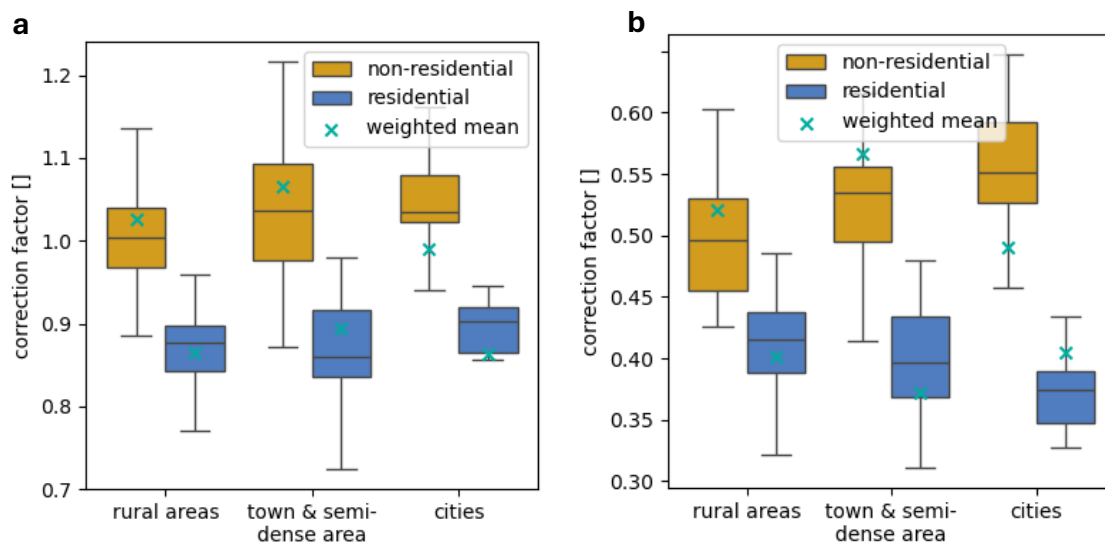 a
correction factor []
1.2
1.1
1.0
0.9
0.8
0.7
non-residential
residential
weighted mean
rural areas
town & semi-
dense area
cities
b
correction factor []
0.60
0.55
0.50
0.45
0.40
0.35
0.30
non-residential
residential
weighted mean
rural areas
town & semi-
dense area
cities